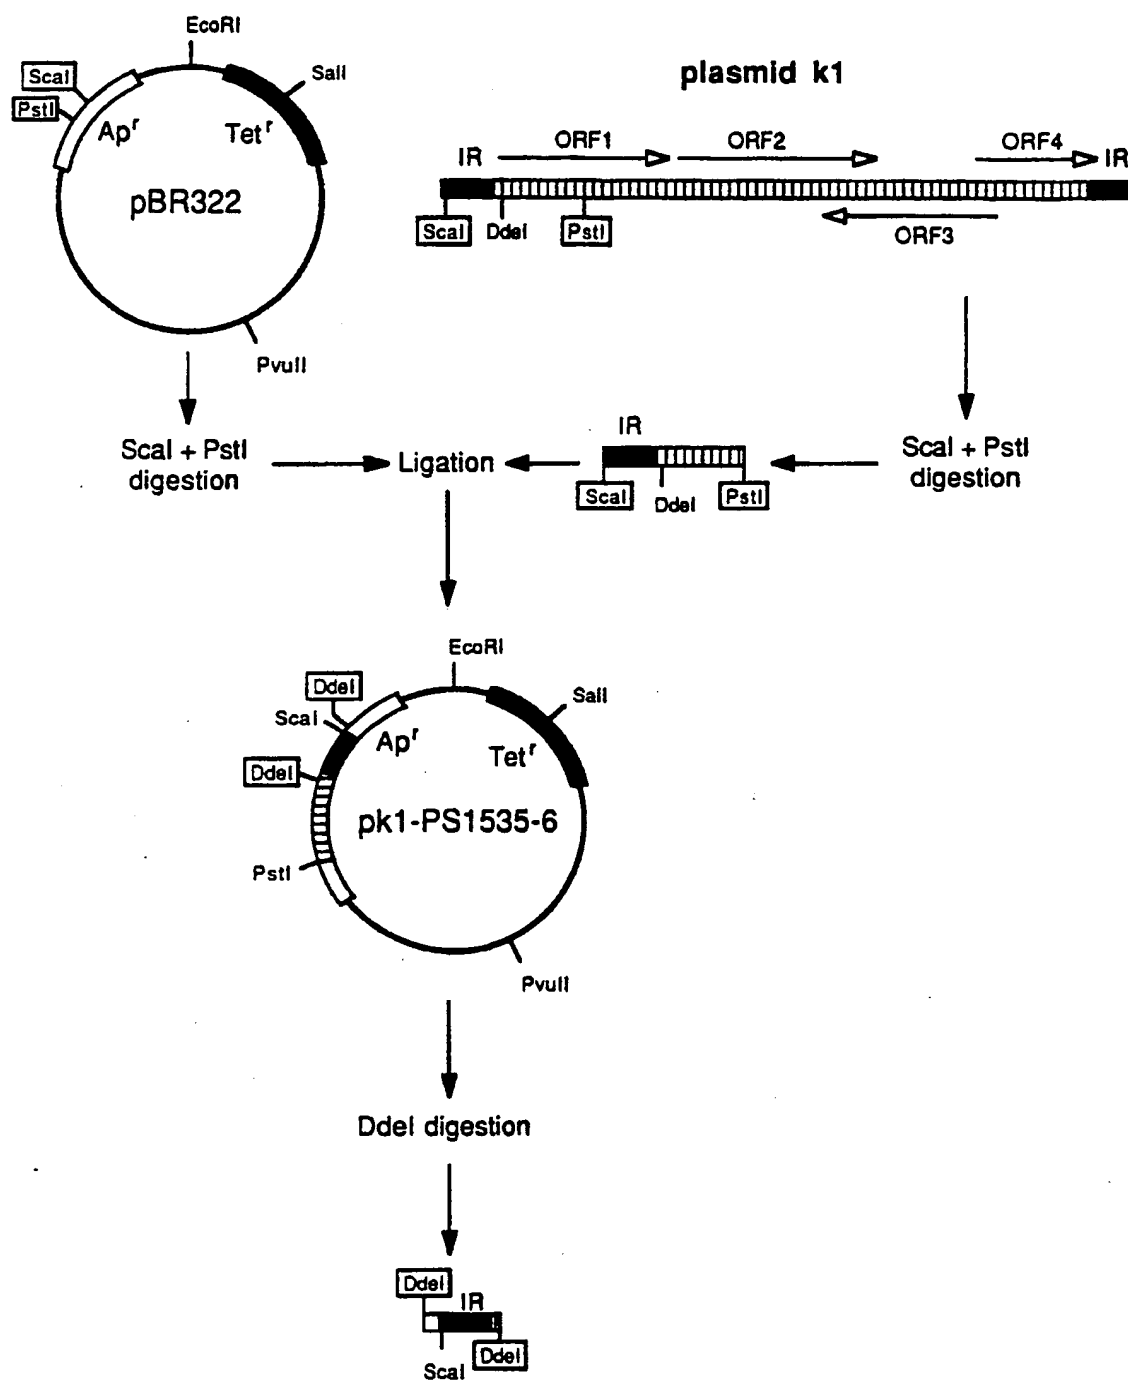 EcoRI
ScaI
SalI
PstI
Ap^r
Tet^r
pBR322
PvuII
plasmid k1
IR
ORF1
ORF2
ORF4
IR
ScaI
DdeI
PstI
ORF3
ScaI + PstI
digestion
Ligation
IR
ScaI
DdeI
PstI
ScaI + PstI
digestion
EcoRI
DdeI
SalI
ScaI
Ap^r
Tet^r
DdeI
pk1-PS1535-6
PstI
PvuII
DdeI digestion
DdeI
IR
ScaI
DdeI